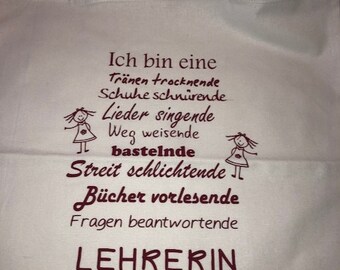 Ich bin eine
Tränen trocknende
Schuhe schnürende
Lieder singende
Weg weisende
bastelnde
Streit schlichtende
Bücher vorlesende
Fragen beantwortende
LEHRERIN